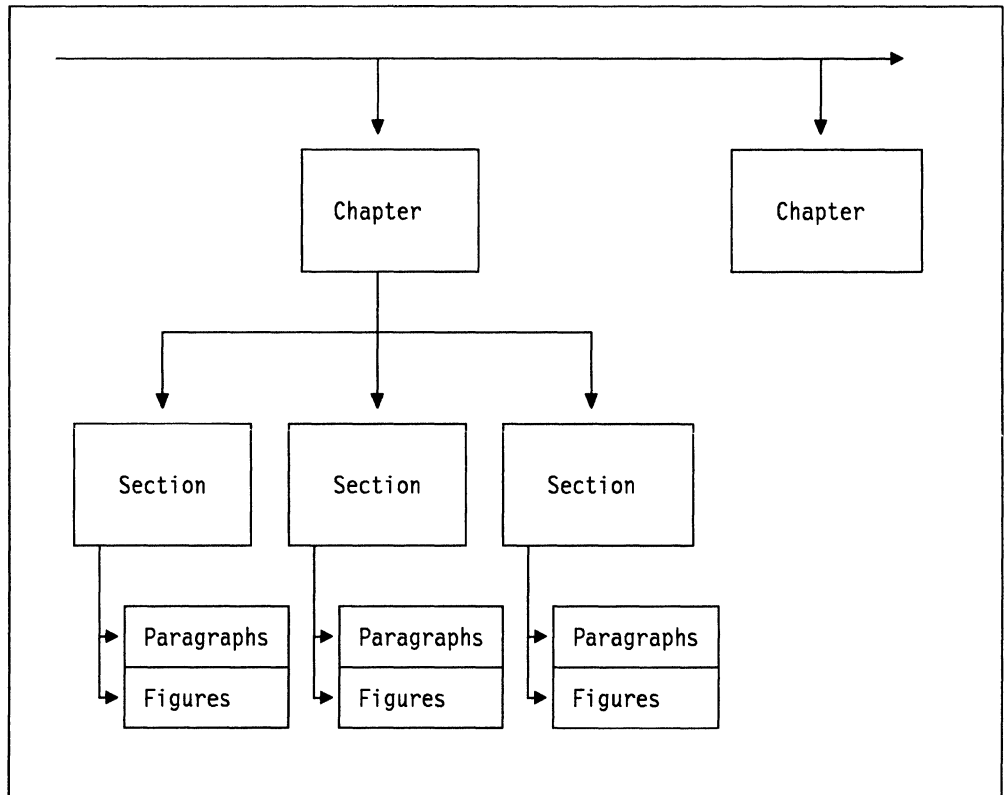 Chapter
Chapter
Section
Section
Section
Paragraphs
Figures
Paragraphs
Figures
Paragraphs
Figures